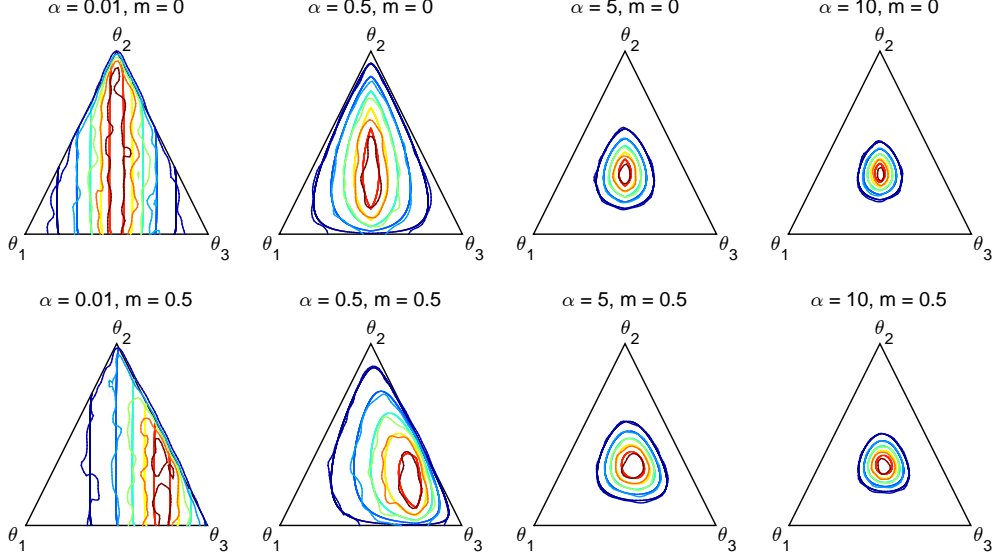 α = 0.01, m = 0
α = 0.5, m = 0
α = 5, m = 0
α = 10, m = 0
θ2
θ2
θ2
θ2
θ1 θ3
θ1 θ3
θ1 θ3
θ1 θ3
α = 0.01, m = 0.5
α = 0.5, m = 0.5
α = 5, m = 0.5
α = 10, m = 0.5
θ2
θ2
θ2
θ2
θ1 θ3
θ1 θ3
θ1 θ3
θ1 θ3